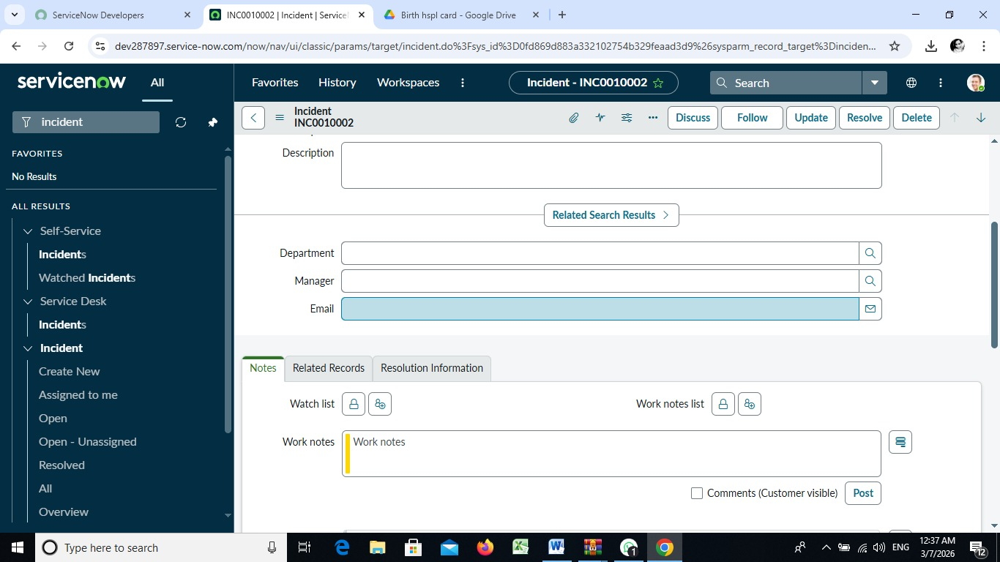 ServiceNow Developers
INC0010002 | Incident | Service
Birth hspl card - Google Drive
dev287897.service-now.com/now/nav/ui/classic/params/target/incident.do%3Fsys_id%3D0fd869d883a332102754b329feaad3d9%26sysparm_record_target%3Dinciden...
servicenow
All
Favorites
History
Workspaces
Incident - INC0010002
Search
incident
Incident
INC0010002
Discuss
Follow
Update
Resolve
Delete
FAVORITES
No Results
ALL RESULTS
Self-Service
Incidents
Watched Incidents
Service Desk
Incidents
Incident
Create New
Assigned to me
Open
Open - Unassigned
Resolved
All
Overview
Description
Related Search Results
Department
Manager
Email
Notes
Related Records
Resolution Information
Watch list
Work notes list
Work notes
Work notes
Comments (Customer visible)
Post
Type here to search
1
ENG
12:37 AM
3/7/2026
12